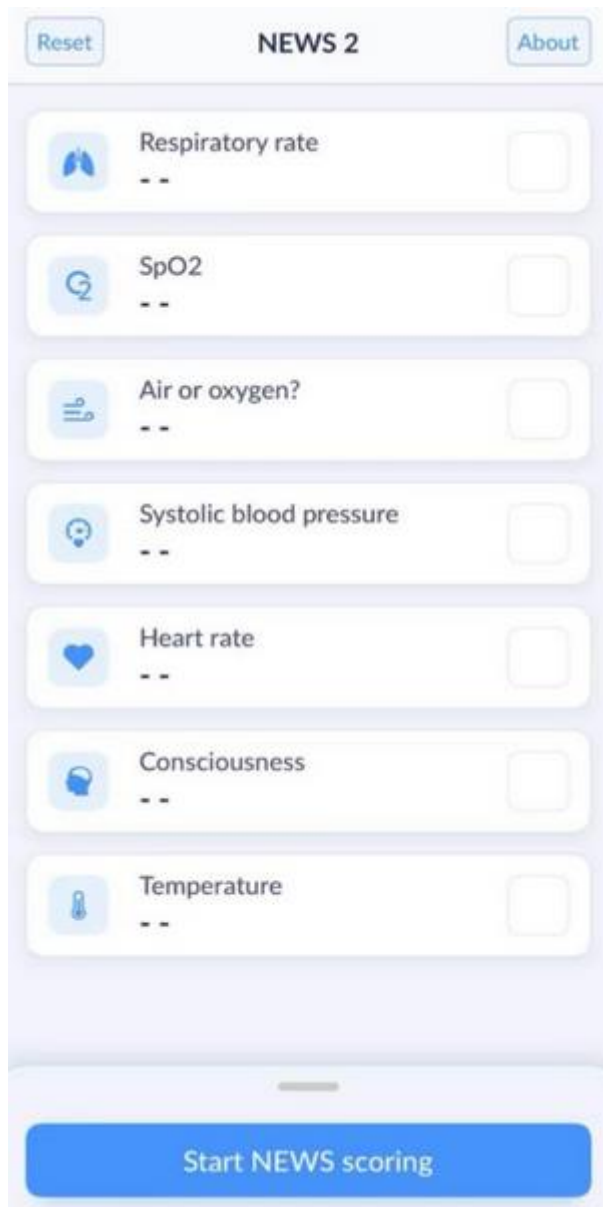 Reset
NEWS 2
About
Respiratory rate
- -
SpO2
- -
Air or oxygen?
- -
Systolic blood pressure
- -
Heart rate
- -
Consciousness
- -
Temperature
- -
Start NEWS scoring